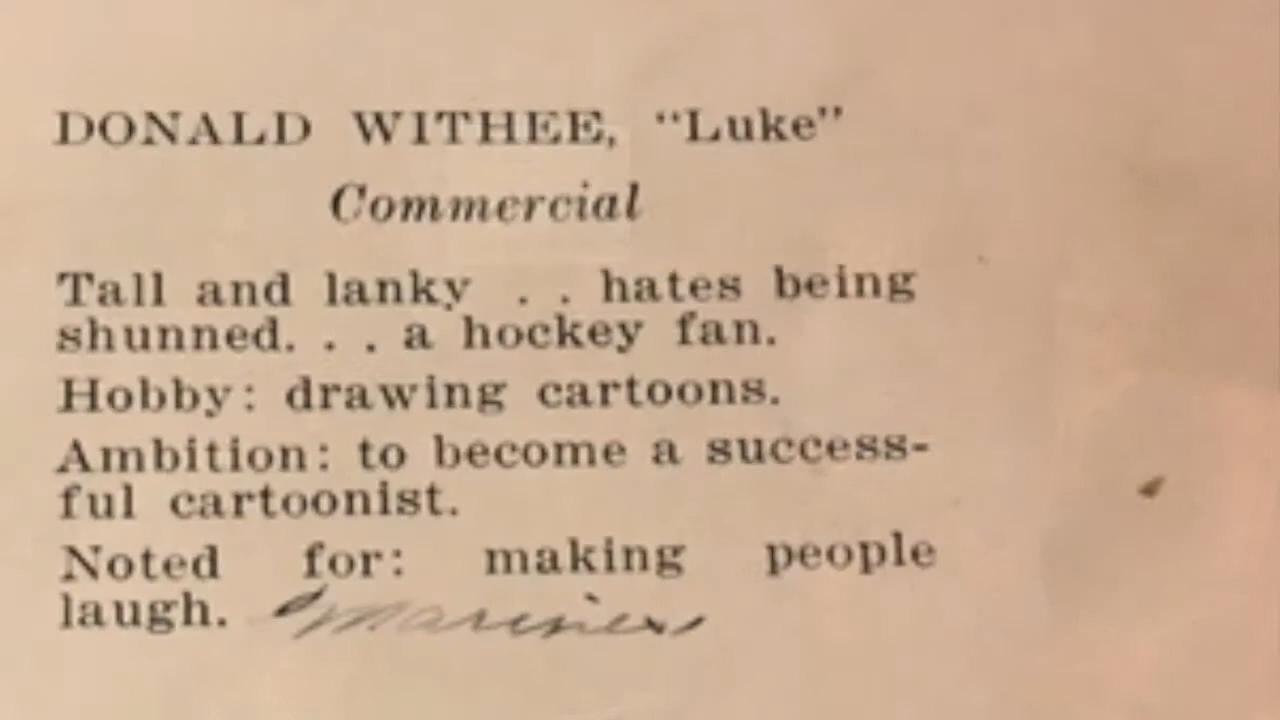 DONALD WITHEE, "Luke"
Commercial
Tall and lanky . . hates being
shunned. . . a hockey fan.
Hobby: drawing cartoons.
Ambition: to become a success-
ful cartoonist.
Noted for: making people
laugh. Marines